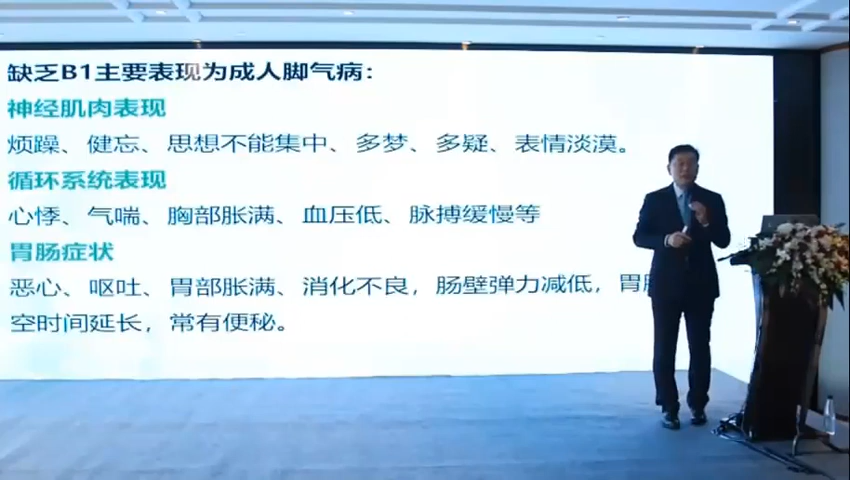 缺乏B1主要表现为成人脚气病：
神经肌肉表现
烦躁、健忘、思想不能集中、多梦、多疑、表情淡漠。
循环系统表现
心悸、气喘、胸部胀满、血压低、脉搏缓慢等
胃肠症状
恶心、呕吐、胃部胀满、消化不良，肠壁弹力减低，胃
空时间延长，常有便秘。